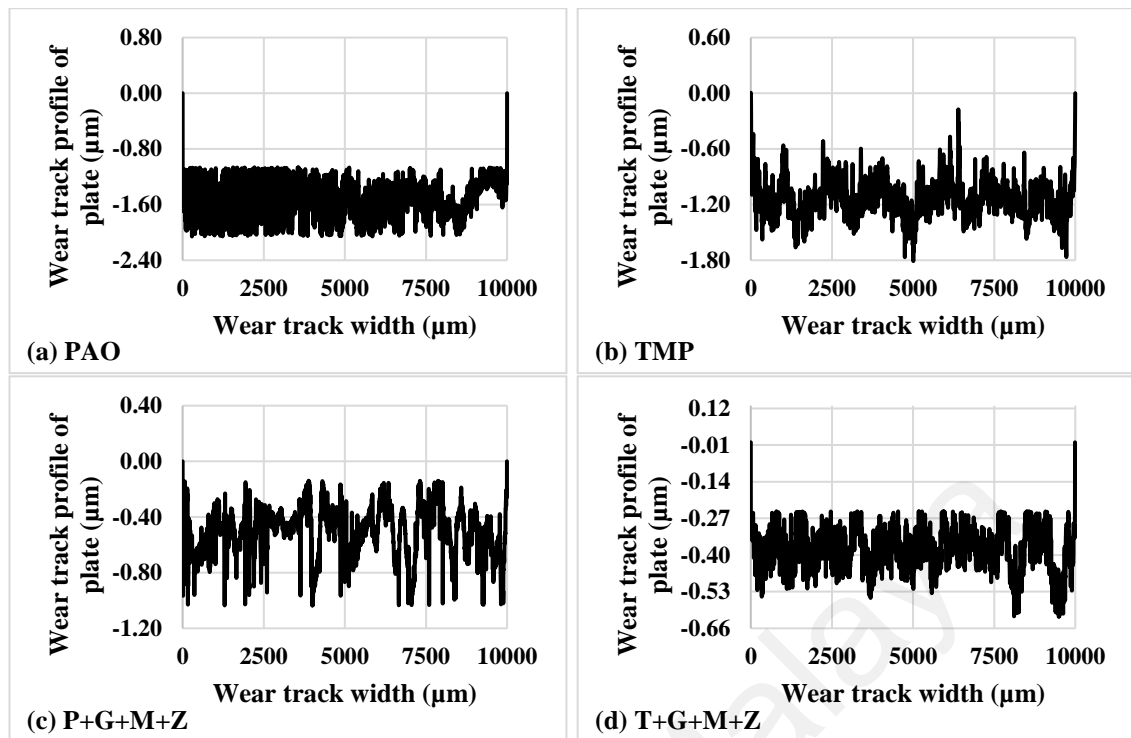 0.80
0.00
-0.80
-1.60
-2.40
Wear track profile of
plate (µm)
0 2500 5000 7500 10000
Wear track width (µm)
(a) PAO
0.60
0.00
-0.60
-1.20
-1.80
Wear track profile of
plate (µm)
0 2500 5000 7500 10000
Wear track width (µm)
(b) TMP
0.40
0.00
-0.40
-0.80
-1.20
Wear track profile of
plate (µm)
0 2500 5000 7500 10000
Wear track width (µm)
(c) P+G+M+Z
0.12
-0.01
-0.14
-0.27
-0.40
-0.53
-0.66
Wear track profile of
plate (µm)
0 2500 5000 7500 10000
Wear track width (µm)
(d) T+G+M+Z